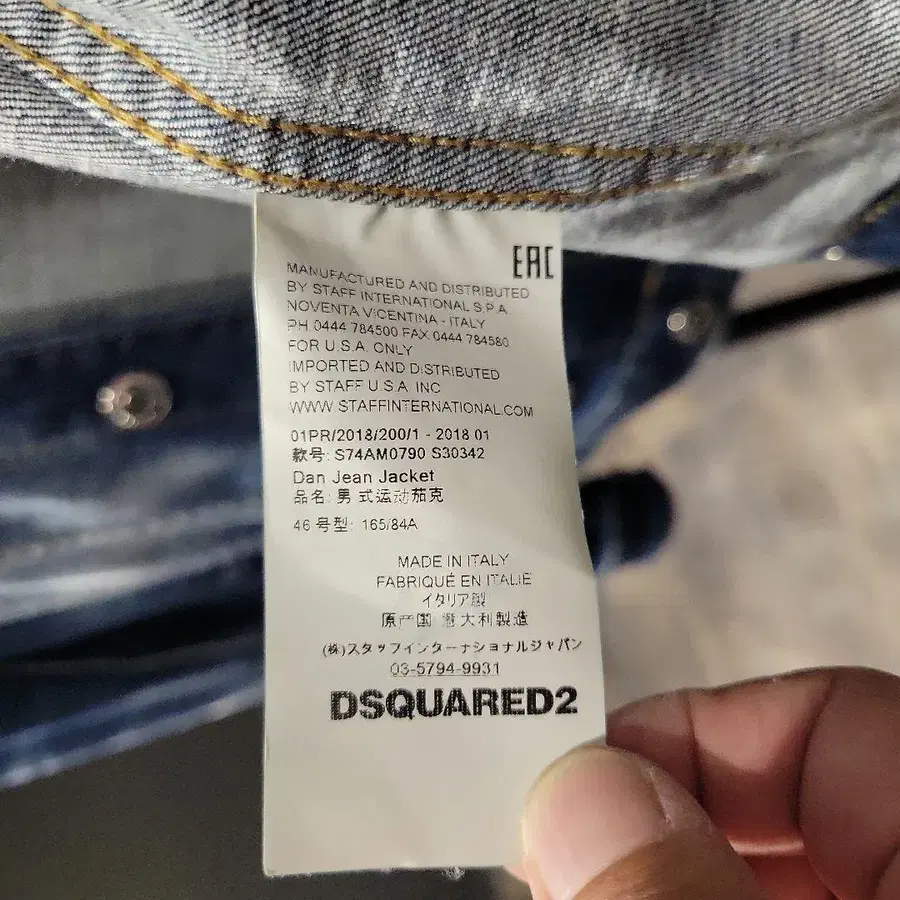 EAC
MANUFACTURED AND DISTRIBUTED
BY STAFF INTERNATIONAL S.P.A.
NOVENTA VICENTINA - ITALY
PH 0444 784500 FAX 0444 784580
FOR U.S.A. ONLY
IMPORTED AND DISTRIBUTED
BY STAFF U.S.A. INC
WWW.STAFFINTERNATIONAL.COM
01PR/2018/200/1 - 2018 01
款号: S74AM0790 S30342
Dan Jean Jacket
品名: 男式运动茄克
46 号型: 165/84A
MADE IN ITALY
FABRIQUÉ EN ITALIE
イタリア製
原产国 意大利製造
(株)スタッフインターナショナルジャパン
03-5794-9931
DSQUARED2